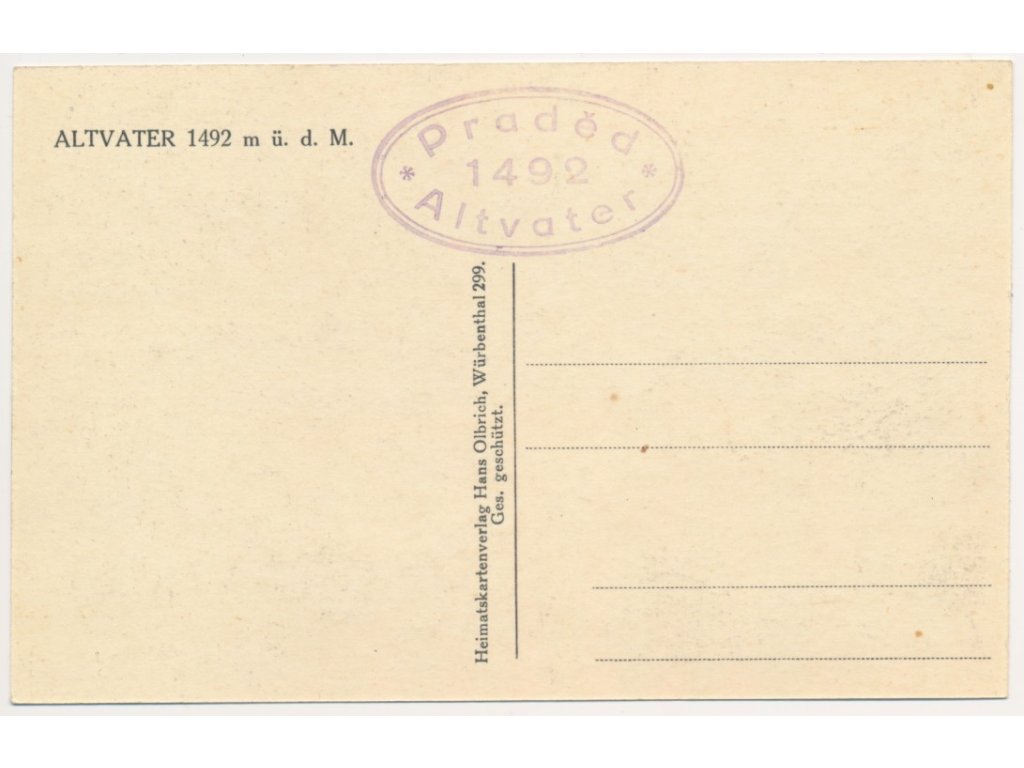 ALTVATER 1492 m ü. d. M.
* Praděd *
1492
Altvater
Heimatskartenverlag Hans Olbrich, Würbenthal 299.
Ges. geschützt.